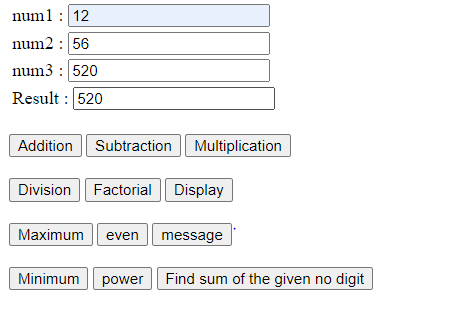 num1 : 12
num2 : 56
num3 : 520
Result : 520
Addition Subtraction Multiplication
Division Factorial Display
Maximum even message
Minimum power Find sum of the given no digit